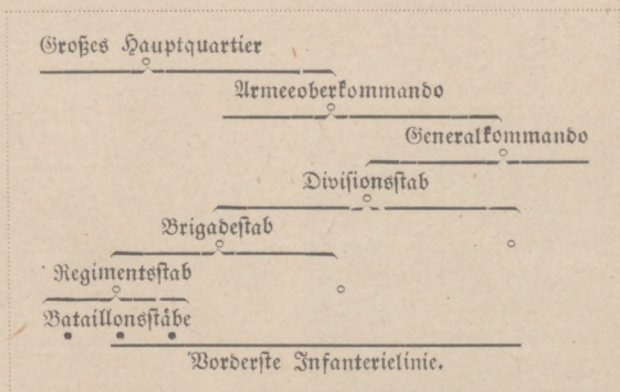 Großes Hauptquartier
Armeeoberkommando
Generalkommando
Divisionsstab
Brigadestab
Regimentsstab
Bataillonsstäbe
Vorderste Infanterielinie.